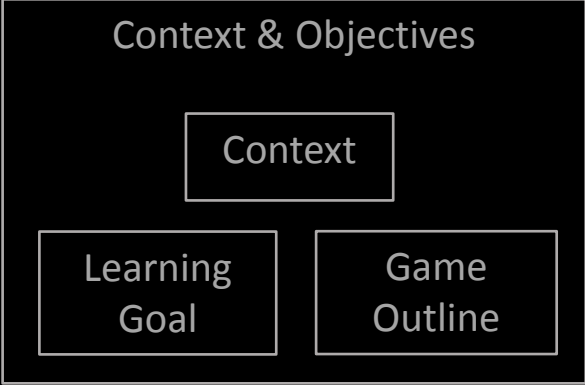 Context & Objectives
Context
Learning
Goal
Game
Outline